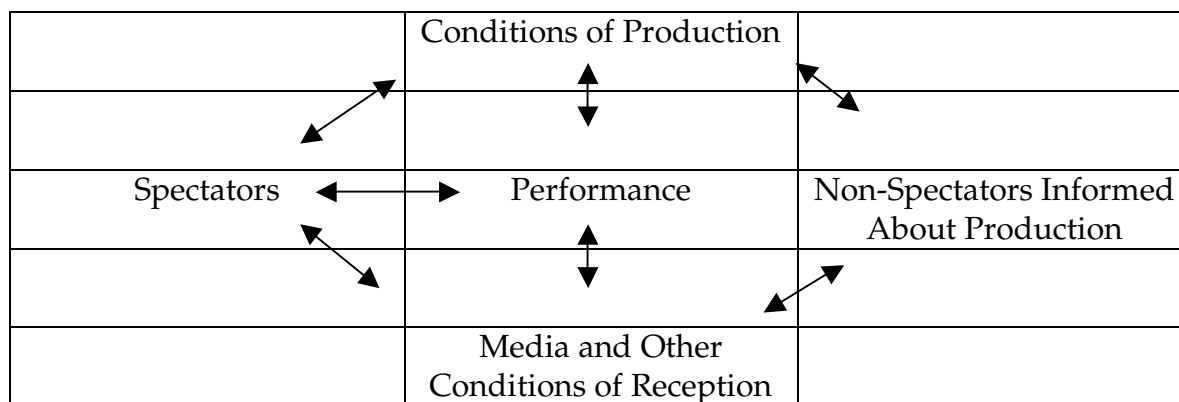 Conditions of Production
Spectators
Performance
Non-Spectators Informed
About Production
Media and Other
Conditions of Reception